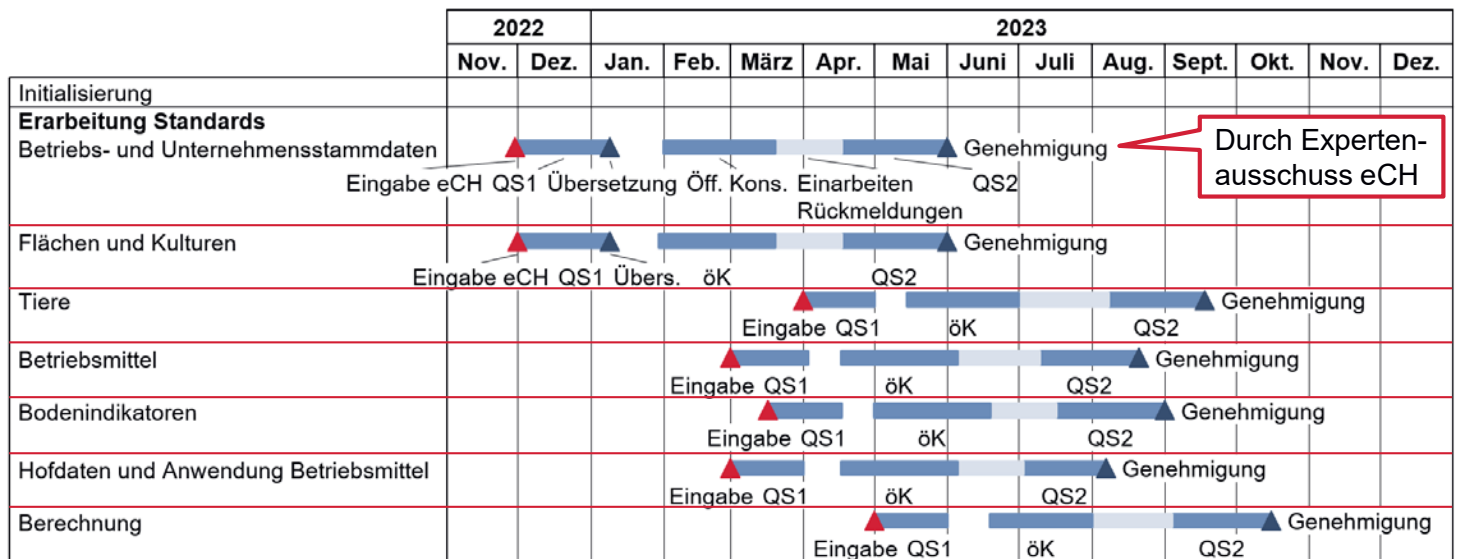 2022 2023
Nov. Dez. Jan. Feb. März Apr. Mai Juni Juli Aug. Sept. Okt. Nov. Dez.
Initialisierung
Erarbeitung Standards
Betriebs- und Unternehmensstammdaten Genehmigung
Durch Experten-
ausschuss eCH
Eingabe eCH QS1 Übersetzung Öff. Kons. Einarbeiten QS2
Rückmeldungen
Flächen und Kulturen Genehmigung
Eingabe eCH QS1 Übers. öK QS2
Tiere Genehmigung
Eingabe QS1 öK QS2
Betriebsmittel Genehmigung
Eingabe QS1 öK QS2
Bodenindikatoren Genehmigung
Eingabe QS1 öK QS2
Hofdaten und Anwendung Betriebsmittel Genehmigung
Eingabe QS1 öK QS2
Berechnung Genehmigung
Eingabe QS1 öK QS2